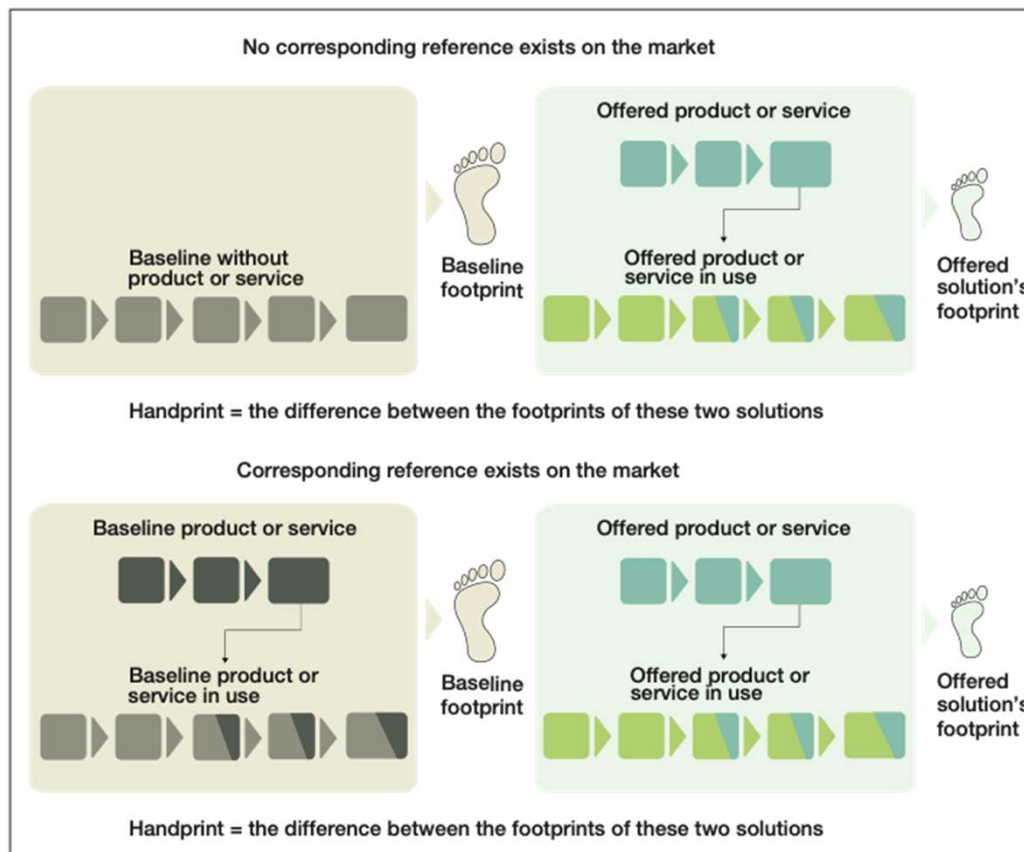 No corresponding reference exists on the market
Offered product or service
Baseline without
product or service
Baseline
footprint
Offered product or
service in use
Offered
solution's
footprint
Handprint = the difference between the footprints of these two solutions
Corresponding reference exists on the market
Baseline product or service
Offered product or service
Baseline product or
service in use
Baseline
footprint
Offered product or
service in use
Offered
solution's
footprint
Handprint = the difference between the footprints of these two solutions